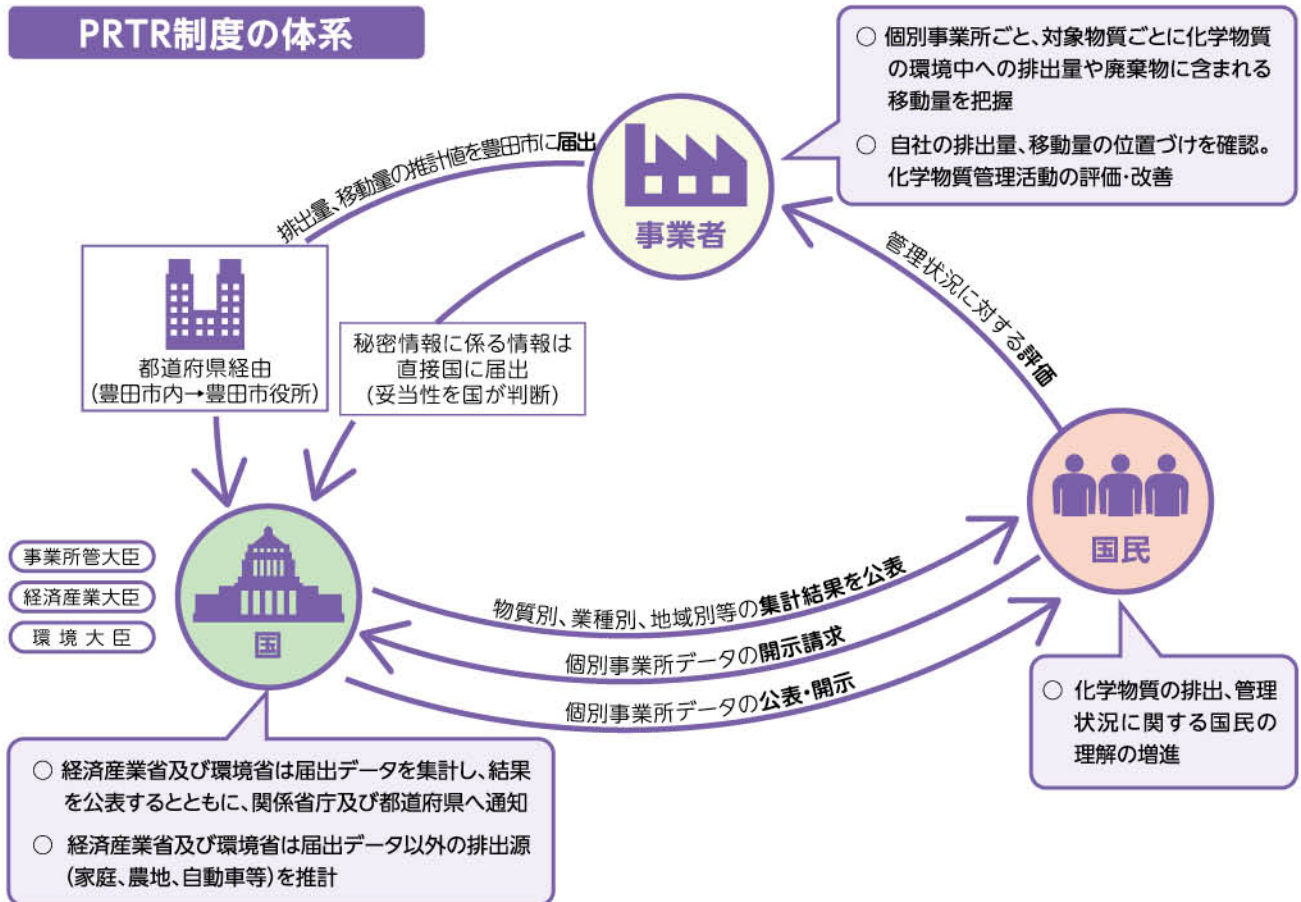 PRTR制度の体系
○ 個別事業所ごと、対象物質ごとに化学物質
の環境中への排出量や廃棄物に含まれる
移動量を把握
○ 自社の排出量、移動量の位置づけを確認。
化学物質管理活動の評価・改善
排出量、移動量の推計値を豊田市に届出
事業者
管理状況に対する評価
都道府県経由
(豊田市内→豊田市役所)
秘密情報に係る情報は
直接国に届出
(妥当性を国が判断)
国民
事業所管大臣
経済産業大臣
環境大臣
国
物質別、業種別、地域別等の集計結果を公表
個別事業所データの開示請求
個別事業所データの公表・開示
○ 化学物質の排出、管理
状況に関する国民の
理解の増進
○ 経済産業省及び環境省は届出データを集計し、結果
を公表するとともに、関係省庁及び都道府県へ通知
○ 経済産業省及び環境省は届出データ以外の排出源
(家庭、農地、自動車等)を推計